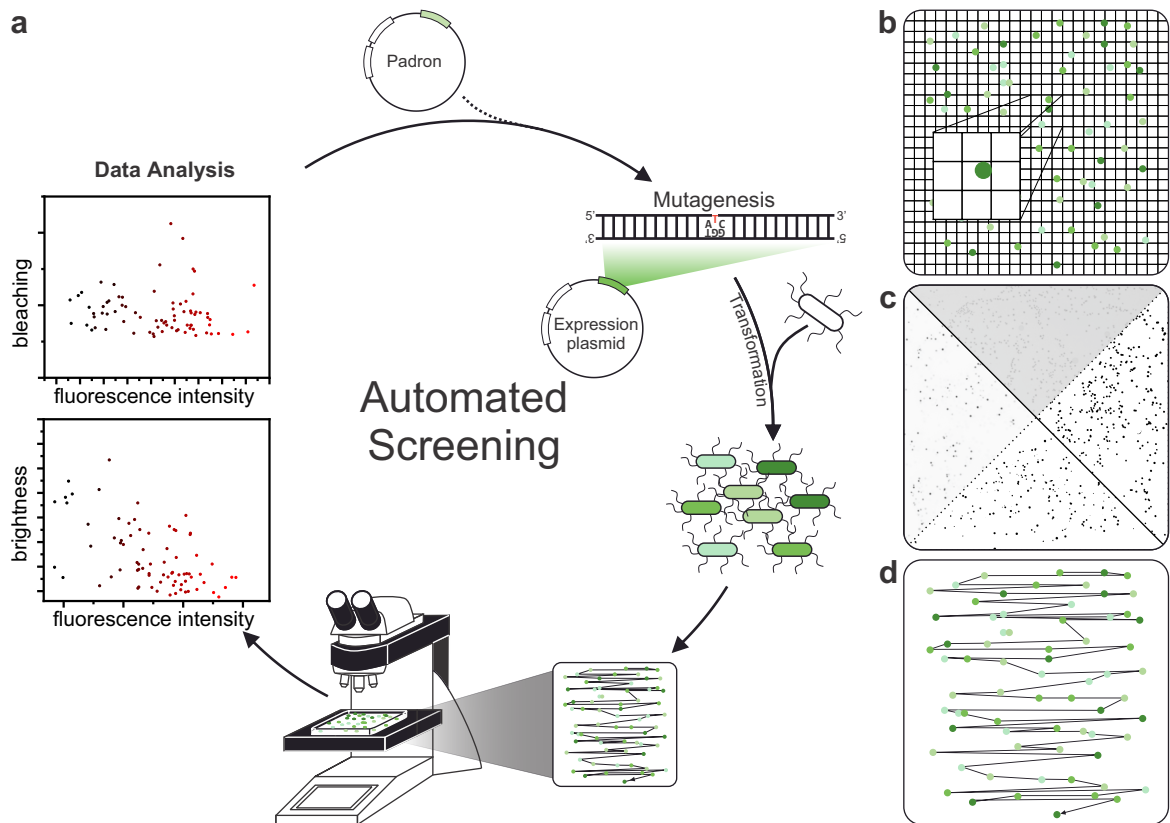 a
Padron
Data Analysis
bleaching
fluorescence intensity
brightness
fluorescence intensity
Mutagenesis
5'
3'
A T C
3'
TGG
5'
Expression
plasmid
Transformation
Automated
Screening
b
c
d